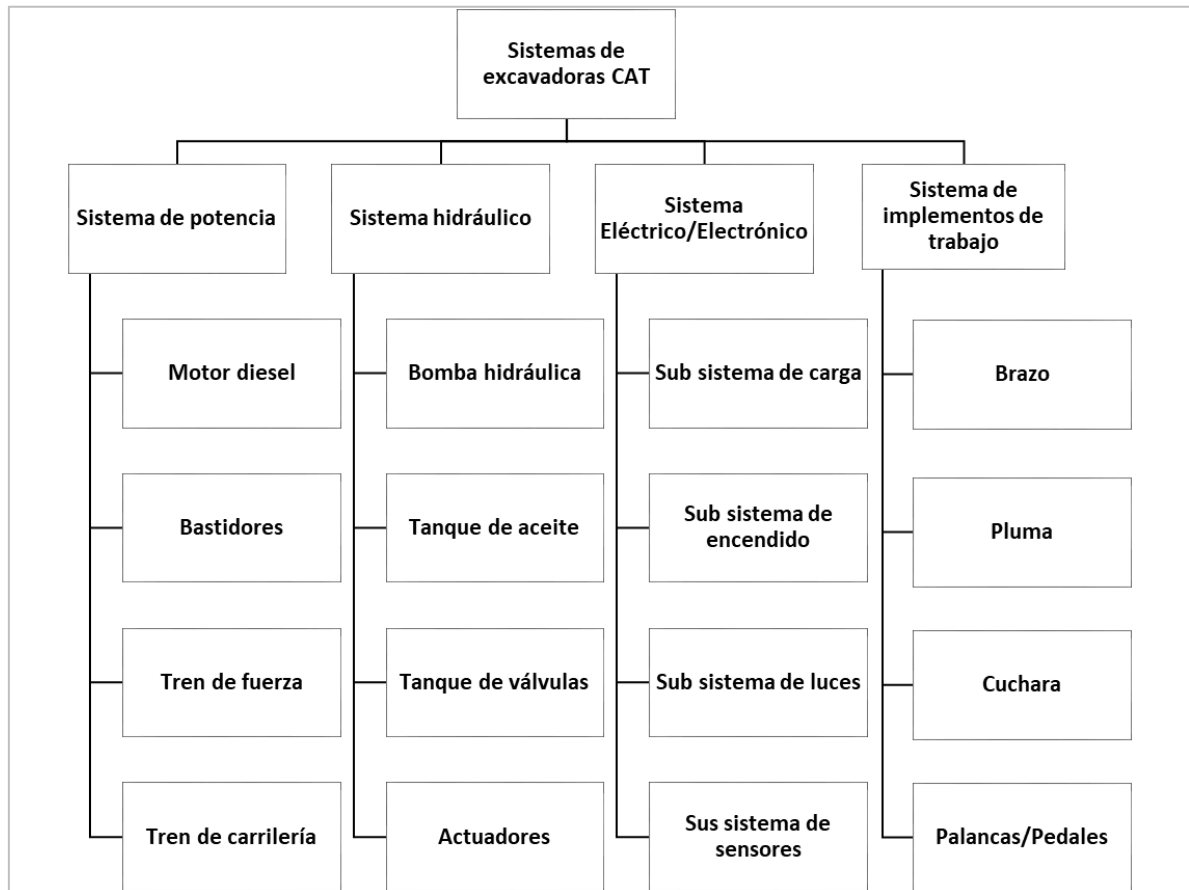 Sistemas de
excavadoras CAT
Sistema de potencia
Sistema hidráulico
Sistema
Eléctrico/Electrónico
Sistema de
implementos de
trabajo
Motor diesel
Bomba hidráulica
Sub sistema de carga
Brazo
Bastidores
Tanque de aceite
Sub sistema de
encendido
Pluma
Tren de fuerza
Tanque de válvulas
Sub sistema de luces
Cuchara
Tren de carrilería
Actuadores
Sus sistema de
sensores
Palancas/Pedales